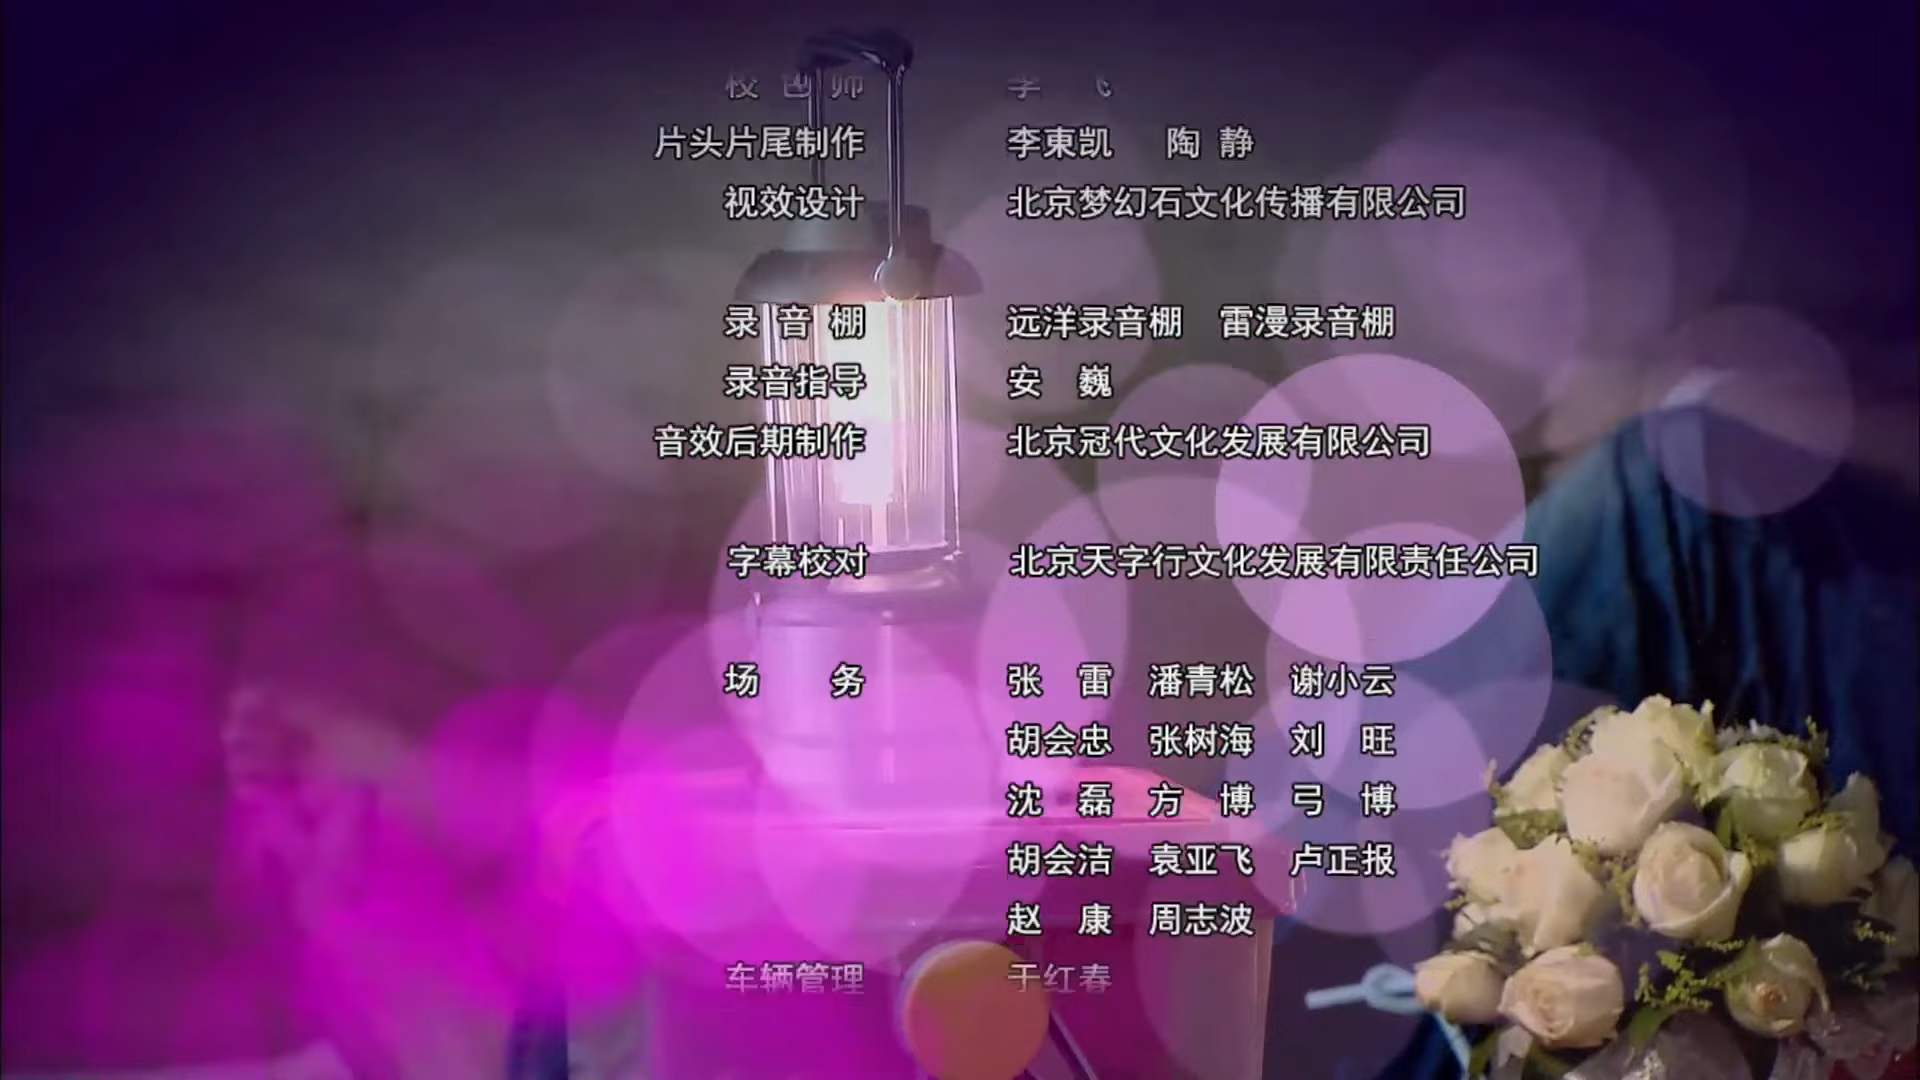 校色师 李飞
片头片尾制作 李東凯 陶静
视效设计 北京梦幻石文化传播有限公司
录音棚 远洋录音棚 雷漫录音棚
录音指导 安巍
音效后期制作 北京冠代文化发展有限公司
字幕校对 北京天字行文化发展有限责任公司
场务 张雷 潘青松 谢小云
胡会忠 张树海 刘旺
沈磊 方博 弓博
胡会洁 袁亚飞 卢正报
赵康 周志波
车辆管理 于红春